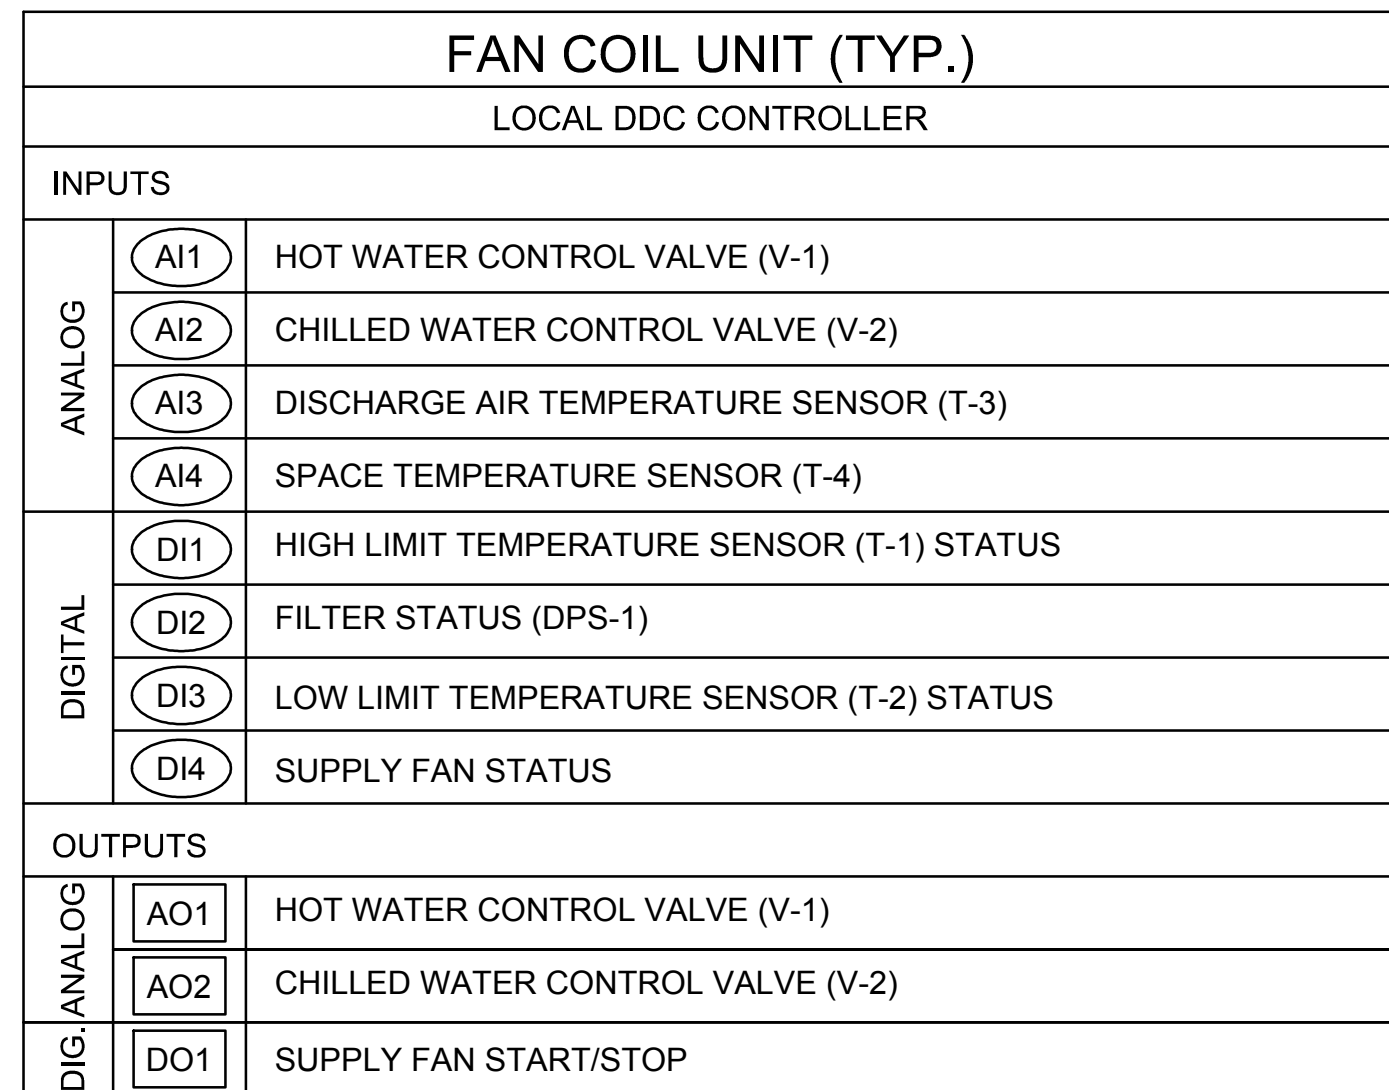 FAN COIL UNIT (TYP.)
LOCAL DDC CONTROLLER
INPUTS
ANALOG
AI1 HOT WATER CONTROL VALVE (V-1)
AI2 CHILLED WATER CONTROL VALVE (V-2)
AI3 DISCHARGE AIR TEMPERATURE SENSOR (T-3)
AI4 SPACE TEMPERATURE SENSOR (T-4)
DIGITAL
DI1 HIGH LIMIT TEMPERATURE SENSOR (T-1) STATUS
DI2 FILTER STATUS (DPS-1)
DI3 LOW LIMIT TEMPERATURE SENSOR (T-2) STATUS
DI4 SUPPLY FAN STATUS
OUTPUTS
ANALOG
AO1 HOT WATER CONTROL VALVE (V-1)
AO2 CHILLED WATER CONTROL VALVE (V-2)
DIG.
DO1 SUPPLY FAN START/STOP